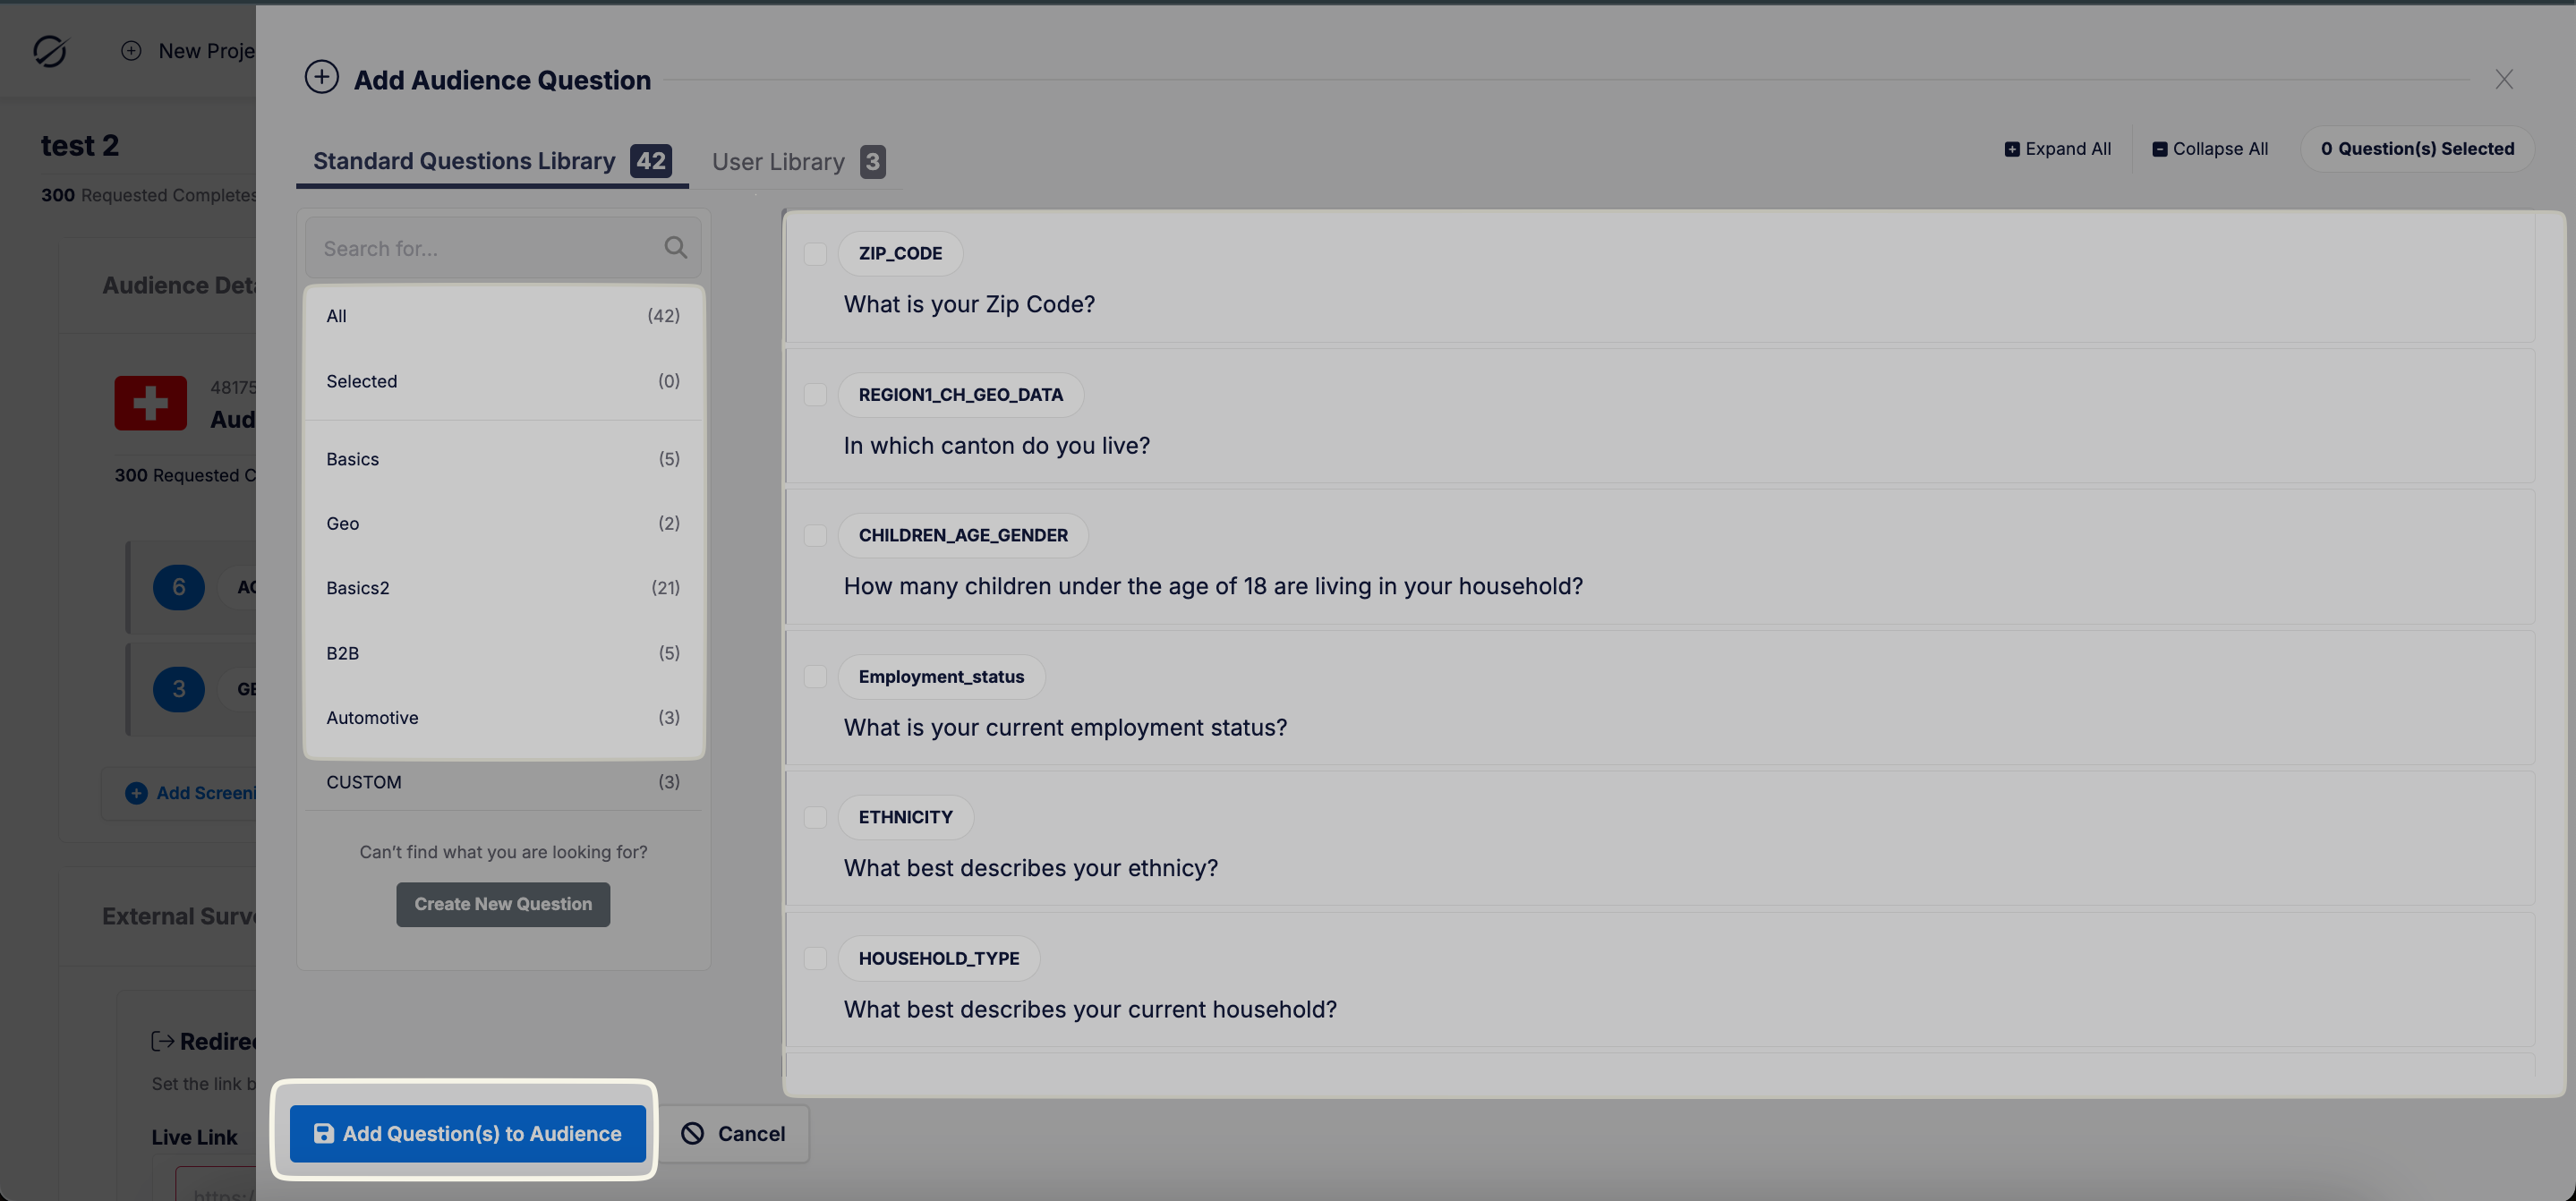 New Proje
Add Audience Question
test 2
300 Requested Completes
Standard Questions Library 42
User Library 3
Expand All
Collapse All
0 Question(s) Selected
Search for...
All (42)
Selected (0)
Basics (5)
Geo (2)
Basics2 (21)
B2B (5)
Automotive (3)
CUSTOM (3)
Can't find what you are looking for?
Create New Question
ZIP_CODE
What is your Zip Code?
REGION1_CH_GEO_DATA
In which canton do you live?
CHILDREN_AGE_GENDER
How many children under the age of 18 are living in your household?
Employment_status
What is your current employment status?
ETHNICITY
What best describes your ethnicy?
HOUSEHOLD_TYPE
What best describes your current household?
Audience Deta
48175
Aud
300 Requested C
6 AG
3 GE
Add Screeni
External Surve
Redirec
Set the link b
Live Link
https:/
Add Question(s) to Audience
Cancel